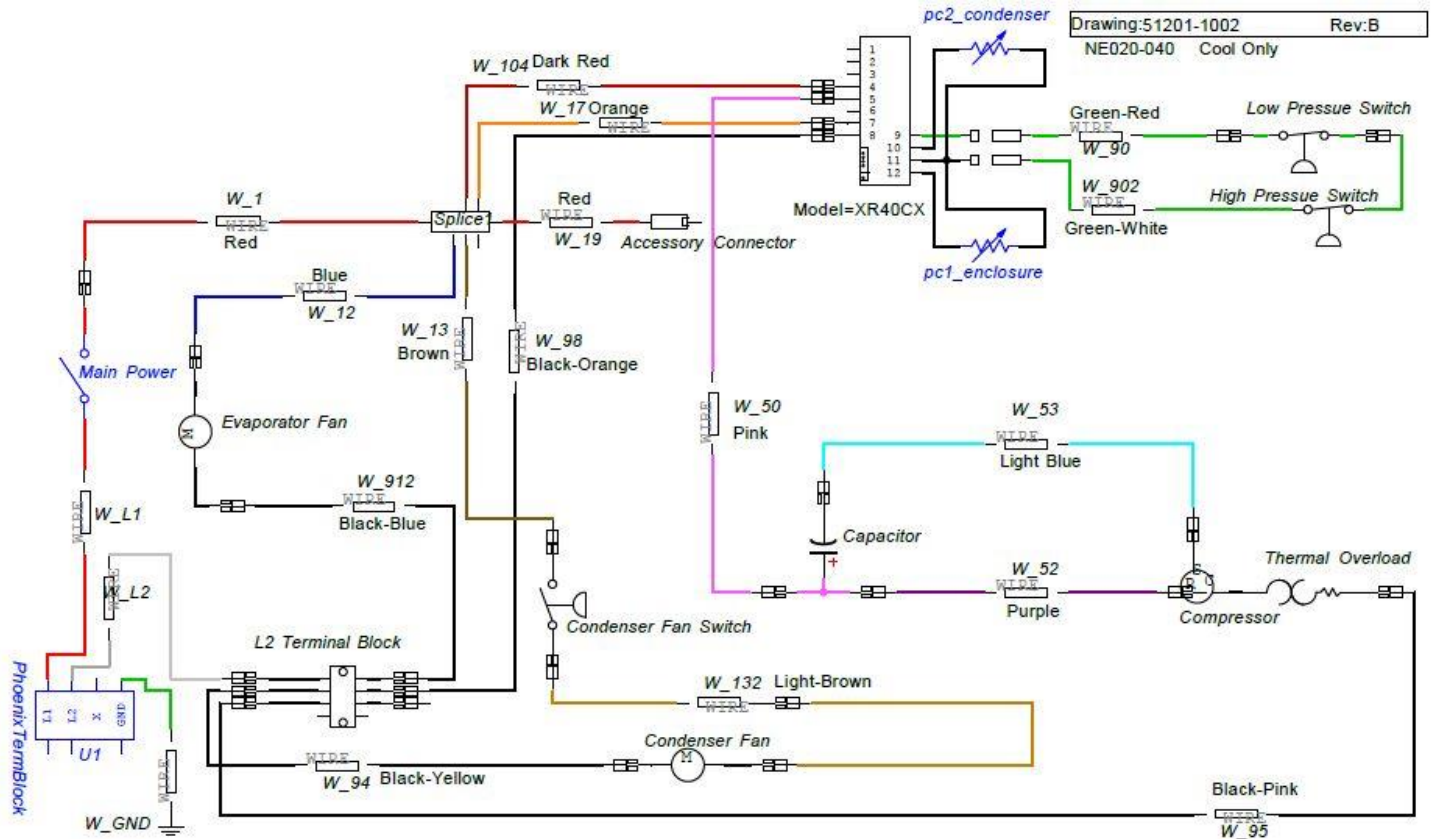 pc2_condenser
Drawing:51201-1002 Rev:B
NE020-040 Cool Only
W_104 Dark Red
WIRE
W_17 Orange
WIRE
1
2
3
4
5
6
7
8
9
10
11
12
Model=XR40CX
Green-Red
WIRE
W_90
Low Pressue Switch
W_902
WIRE
Green-White
High Pressue Switch
pc1_enclosure
W_1
WIRE
Red
Splice1
Red
WIRE
W_19
Accessory Connector
Blue
WIRE
W_12
W_13
Brown
WIRE
W_98
Black-Orange
WIRE
Main Power
Evaporator Fan
M
W_50
Pink
WIRE
W_53
WIRE
Light Blue
W_912
WIRE
Black-Blue
W_L1
WIRE
W_L2
WIRE
Capacitor
+
W_52
WIRE
Purple
S
R C
Compressor
Thermal Overload
Condenser Fan Switch
L2 Terminal Block
PhoenixTermBlock
L1
L2
X
GND
U1
W_132 Light-Brown
WIRE
Condenser Fan
M
WIRE
W_94
Black-Yellow
WIRE
W_GND
Black-Pink
WIRE
W_95